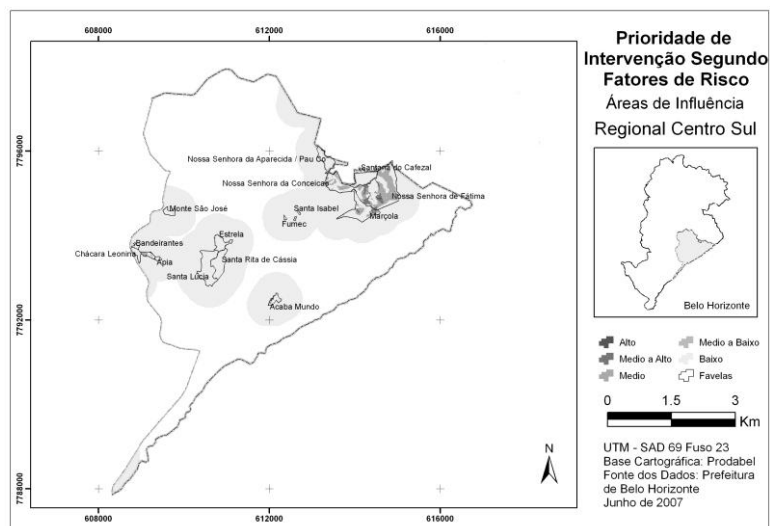 608000 612000 616000
7796000
7792000
7788000
608000 612000 616000
Nossa Senhora da Aparecida / Pau Co
Santana do Cafezal
Nossa Senhora da Conceicao
Nossa Senhora de Fátima
Monte São José
Santa Isabel
Marçola
Fumec
Estrela
Bandeirantes
Chácara Leonina
Apia
Santa Rita de Cássia
Santa Lúcia
Acaba Mundo
Prioridade de
Intervenção Segundo
Fatores de Risco
Áreas de Influência
Regional Centro Sul
Belo Horizonte
Alto
Medio a Alto
Medio
Medio a Baixo
Baixo
Favelas
0 1.5 3
Km
N
UTM - SAD 69 Fuso 23
Base Cartográfica: Prodabel
Fonte dos Dados: Prefeitura
de Belo Horizonte
Junho de 2007